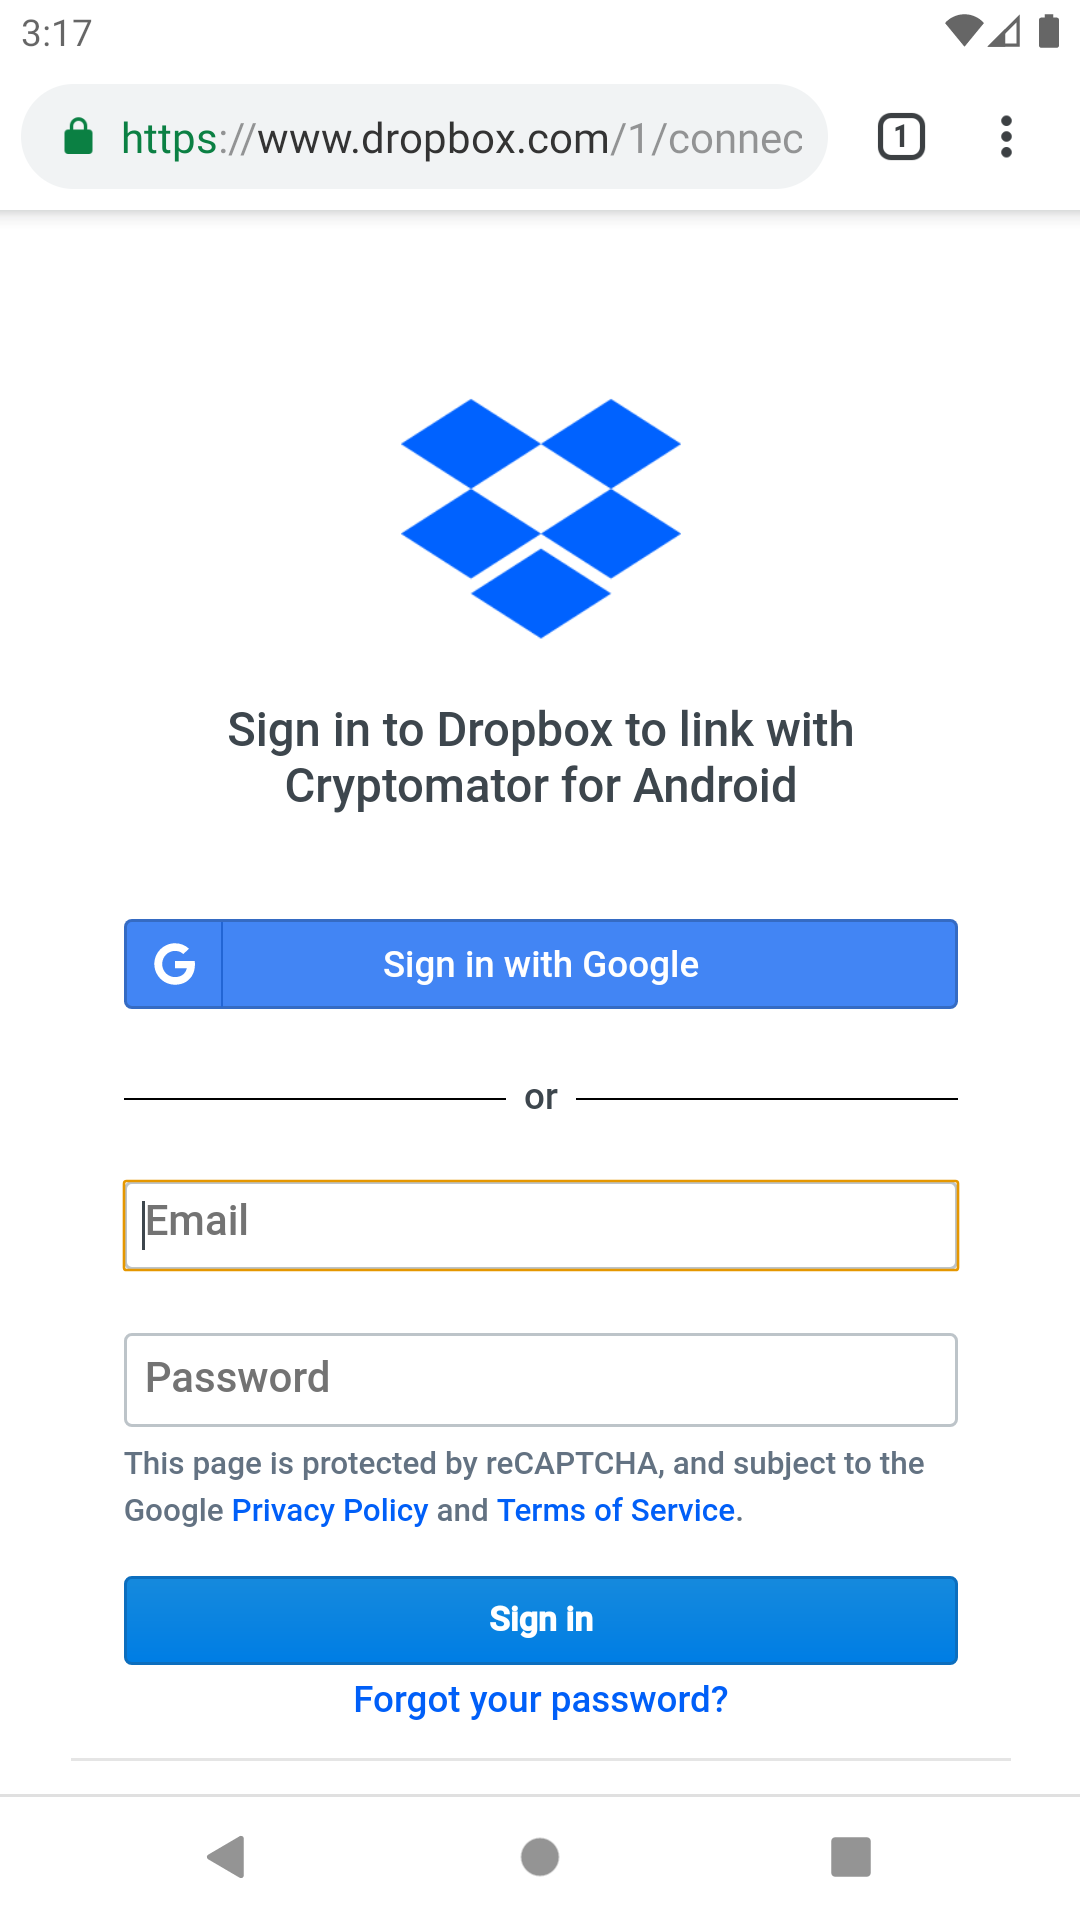 3:17
https://www.dropbox.com/1/connec
1
Sign in to Dropbox to link with
Cryptomator for Android
Sign in with Google
or
Email
Password
This page is protected by reCAPTCHA, and subject to the
Google Privacy Policy and Terms of Service.
Sign in
Forgot your password?